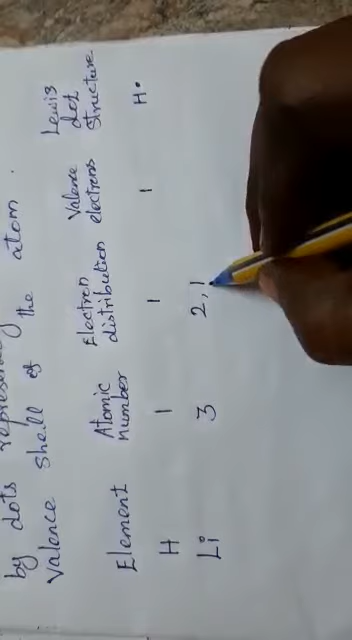 by dots represen
valence shell of the atom.
Element Atomic number Electron distribution Valence electrons Lewis dot structure
H 1 1 1 H•
Li 3 2,1